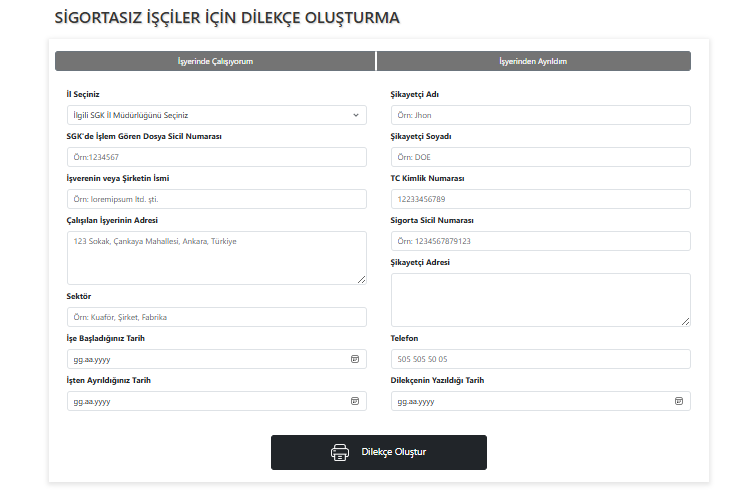 SİGORTASIZ İŞÇİLER İÇİN DİLEKÇE OLUŞTURMA
İşyerinde Çalışıyorum
İşyerinden Ayrıldım
İl Seçiniz
İlgili SGK İl Müdürlüğünü Seçiniz
SGK'de İşlem Gören Dosya Sicil Numarası
Örn:1234567
İşverenin veya Şirketin İsmi
Örn: loremipsum ltd. şti.
Çalışılan İşyerinin Adresi
123 Sokak, Çankaya Mahallesi, Ankara, Türkiye
Sektör
Örn: Kuaför, Şirket, Fabrika
İşe Başladığınız Tarih
gg.aa.yyyy
İşten Ayrıldığınız Tarih
gg.aa.yyyy
Şikayetçi Adı
Örn: Jhon
Şikayetçi Soyadı
Örn: DOE
TC Kimlik Numarası
12233456789
Sigorta Sicil Numarası
Örn: 1234567879123
Şikayetçi Adresi
Telefon
505 505 50 05
Dilekçenin Yazıldığı Tarih
gg.aa.yyyy
Dilekçe Oluştur